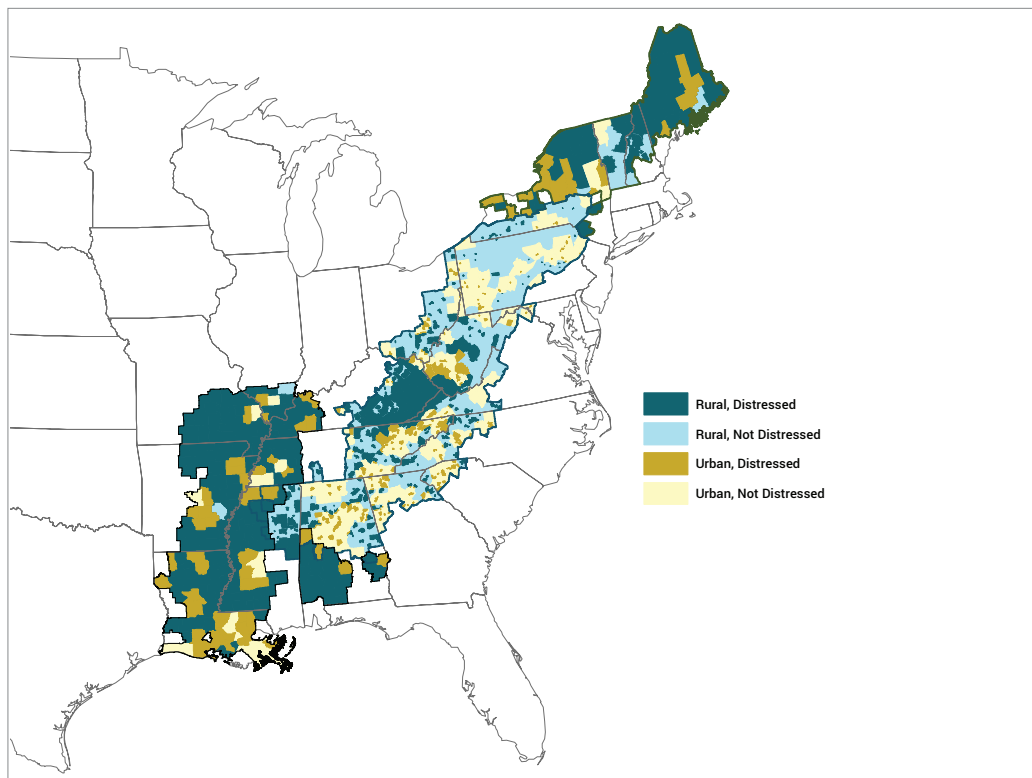 Rural, Distressed
Rural, Not Distressed
Urban, Distressed
Urban, Not Distressed